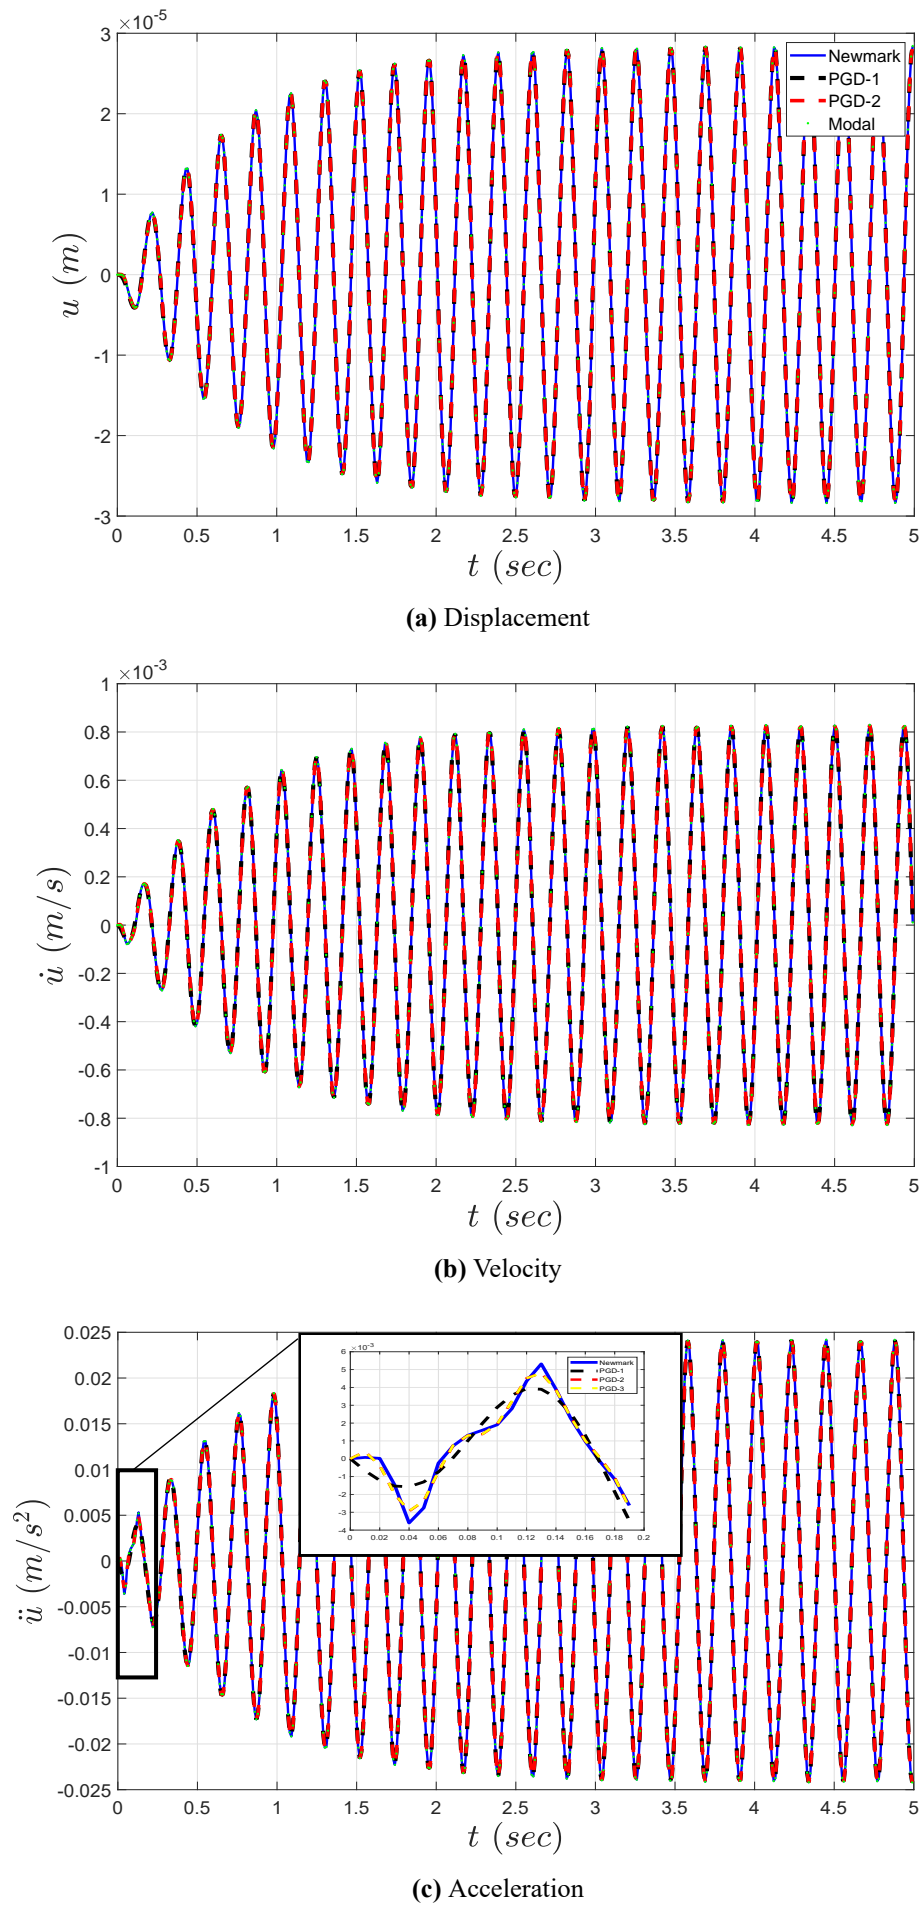 ×10^-5
3
2
1
0
-1
-2
-3
u (m)
Newmark
PGD-1
PGD-2
Modal
0 0.5 1 1.5 2 2.5 3 3.5 4 4.5 5
t (sec)
(a) Displacement
×10^-3
1
0.8
0.6
0.4
0.2
0
-0.2
-0.4
-0.6
-0.8
-1
u̇ (m/s)
0 0.5 1 1.5 2 2.5 3 3.5 4 4.5 5
t (sec)
(b) Velocity
0.025
0.02
0.015
0.01
0.005
0
-0.005
-0.01
-0.015
-0.02
-0.025
ü (m/s²)
×10^-3
6
5
4
3
2
1
0
-1
-2
-3
-4
Newmark
PGD-1
PGD-2
PGD-3
0 0.02 0.04 0.06 0.08 0.10 0.12 0.13 0.14 0.16 0.18 0.2
0 0.5 1 1.5 2 2.5 3 3.5 4 4.5 5
t (sec)
(c) Acceleration